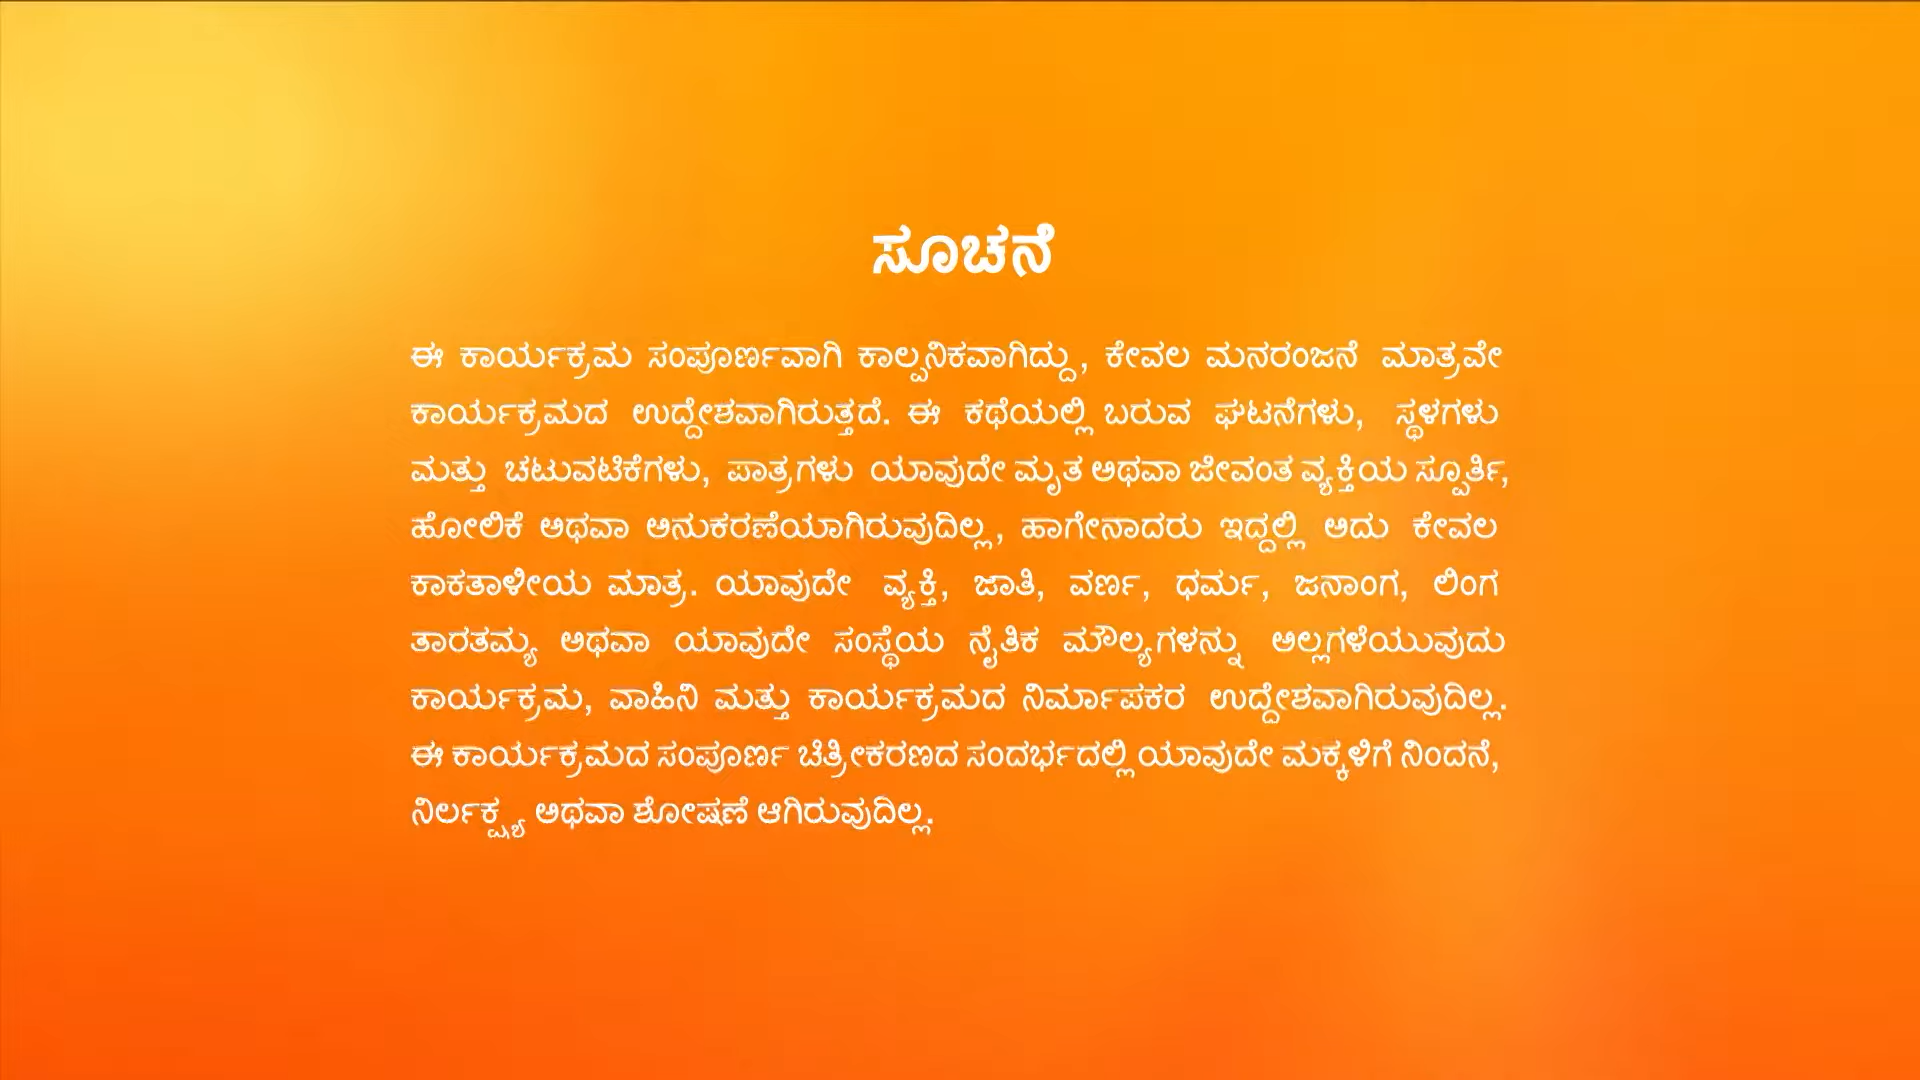 ಸೂಚನೆ
ಈ ಕಾರ್ಯಕ್ರಮ ಸಂಪೂರ್ಣವಾಗಿ ಕಾಲ್ಪನಿಕವಾಗಿದ್ದು, ಕೇವಲ ಮನರಂಜನೆ ಮಾತ್ರವೇ
ಕಾರ್ಯಕ್ರಮದ ಉದ್ದೇಶವಾಗಿರುತ್ತದೆ. ಈ ಕಥೆಯಲ್ಲಿ ಬರುವ ಘಟನೆಗಳು, ಸ್ಥಳಗಳು
ಮತ್ತು ಚಟುವಟಿಕೆಗಳು, ಪಾತ್ರಗಳು ಯಾವುದೇ ಮೃತ ಅಥವಾ ಜೀವಂತ ವ್ಯಕ್ತಿಯ ಸ್ಪೂರ್ತಿ,
ಹೋಲಿಕೆ ಅಥವಾ ಅನುಕರಣೆಯಾಗಿರುವುದಿಲ್ಲ, ಹಾಗೇನಾದರು ಇದ್ದಲ್ಲಿ ಅದು ಕೇವಲ
ಕಾಕತಾಳೀಯ ಮಾತ್ರ. ಯಾವುದೇ ವ್ಯಕ್ತಿ, ಜಾತಿ, ವರ್ಣ, ಧರ್ಮ, ಜನಾಂಗ, ಲಿಂಗ
ತಾರತಮ್ಯ ಅಥವಾ ಯಾವುದೇ ಸಂಸ್ಥೆಯ ನೈತಿಕ ಮೌಲ್ಯಗಳನ್ನು ಅಲ್ಲಗಳೆಯುವುದು
ಕಾರ್ಯಕ್ರಮ, ವಾಹಿನಿ ಮತ್ತು ಕಾರ್ಯಕ್ರಮದ ನಿರ್ಮಾಪಕರ ಉದ್ದೇಶವಾಗಿರುವುದಿಲ್ಲ.
ಈ ಕಾರ್ಯಕ್ರಮದ ಸಂಪೂರ್ಣ ಚಿತ್ರೀಕರಣದ ಸಂದರ್ಭದಲ್ಲಿ ಯಾವುದೇ ಮಕ್ಕಳಿಗೆ ನಿಂದನೆ,
ನಿರ್ಲಕ್ಷ್ಯ ಅಥವಾ ಶೋಷಣೆ ಆಗಿರುವುದಿಲ್ಲ.